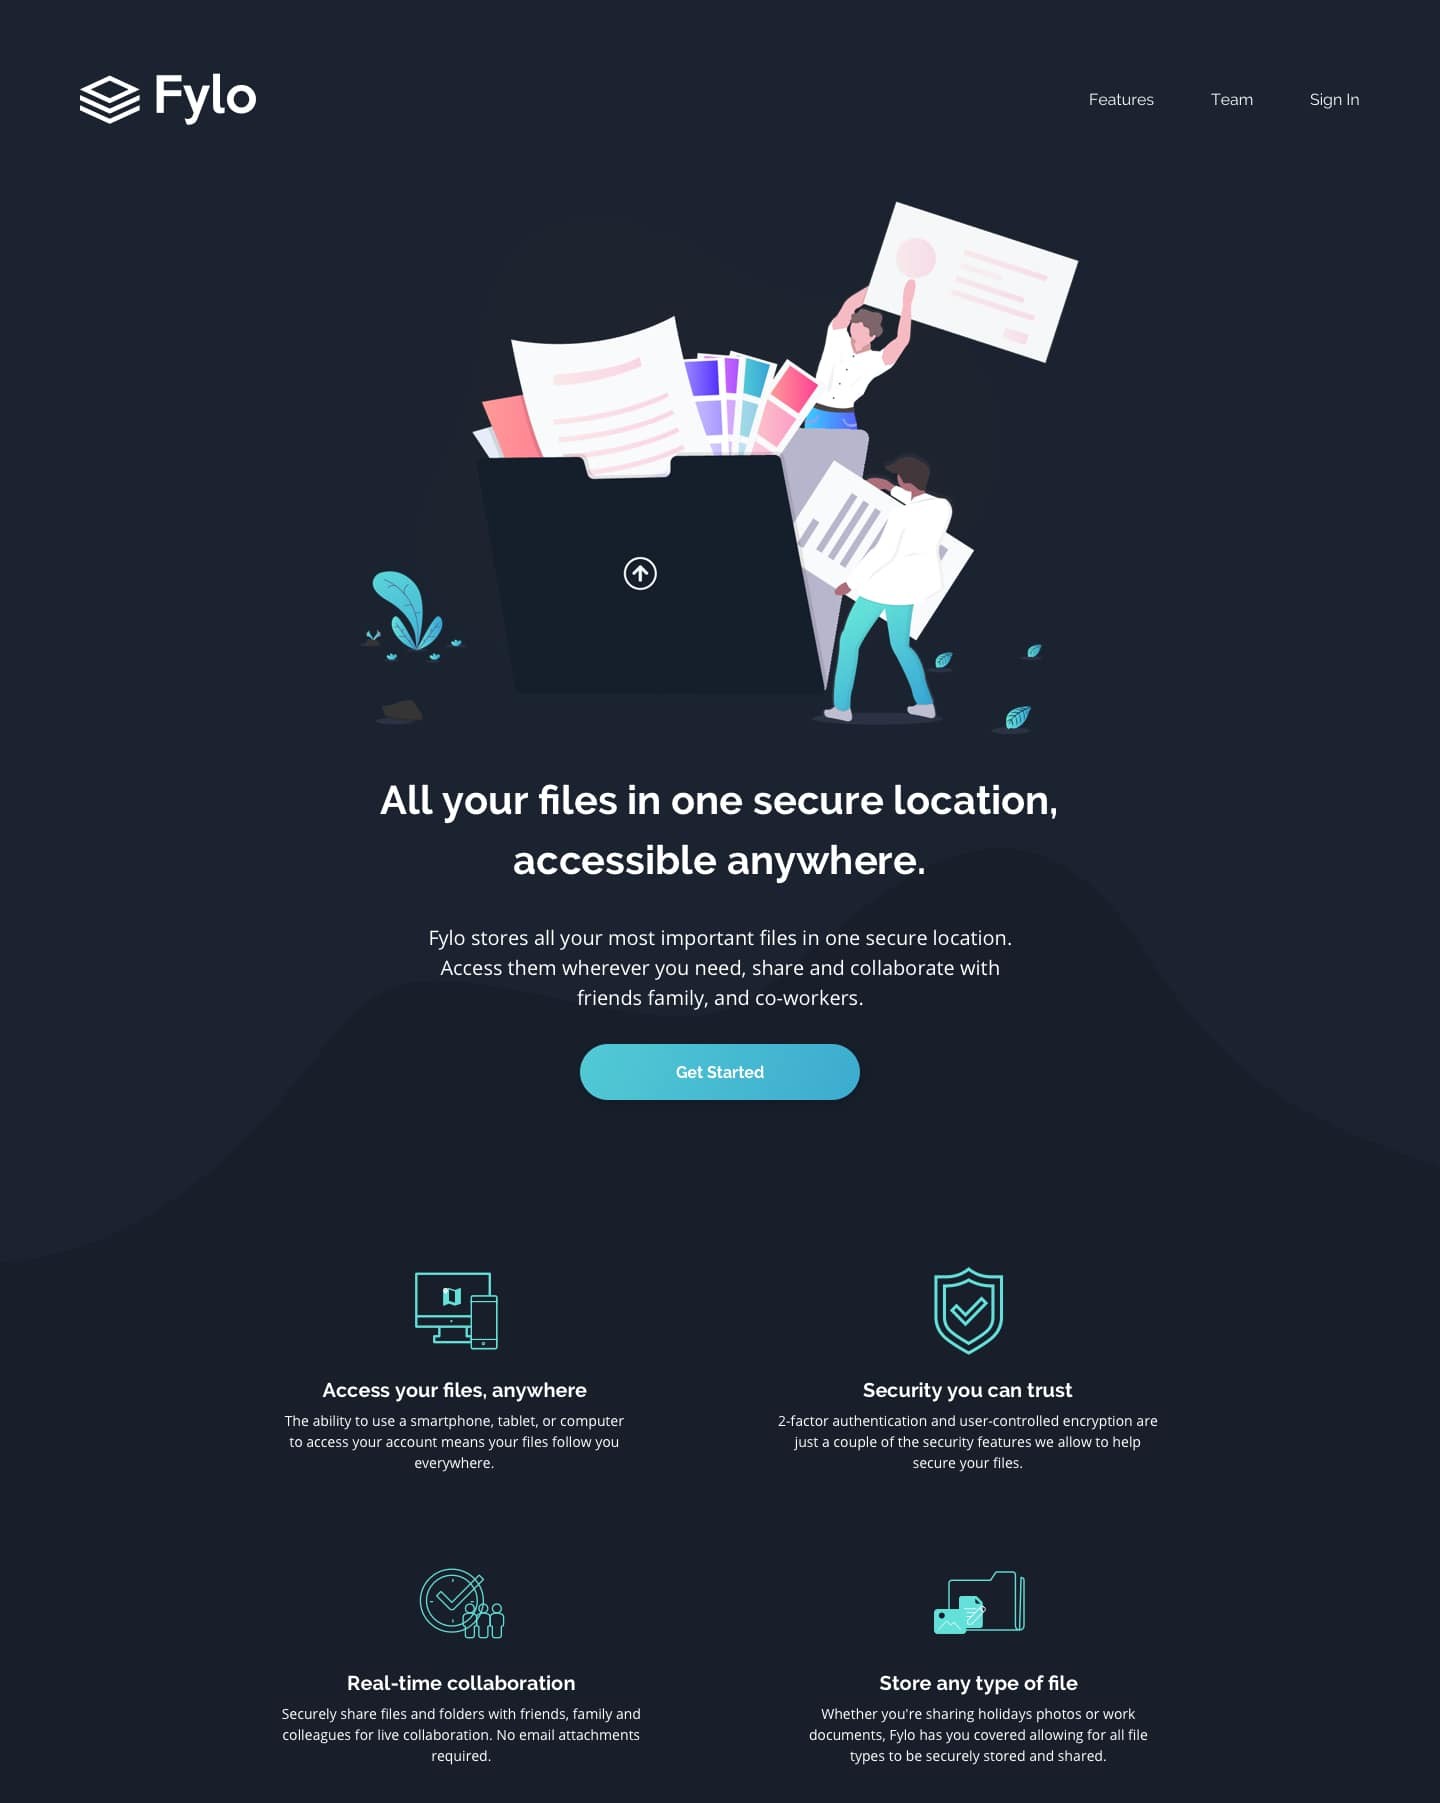 Fylo
Features
Team
Sign In
All your files in one secure location,
accessible anywhere.
Fylo stores all your most important files in one secure location.
Access them wherever you need, share and collaborate with
friends family, and co-workers.
Get Started
Access your files, anywhere
The ability to use a smartphone, tablet, or computer
to access your account means your files follow you
everywhere.
Security you can trust
2-factor authentication and user-controlled encryption are
just a couple of the security features we allow to help
secure your files.
Real-time collaboration
Securely share files and folders with friends, family and
colleagues for live collaboration. No email attachments
required.
Store any type of file
Whether you're sharing holidays photos or work
documents, Fylo has you covered allowing for all file
types to be securely stored and shared.